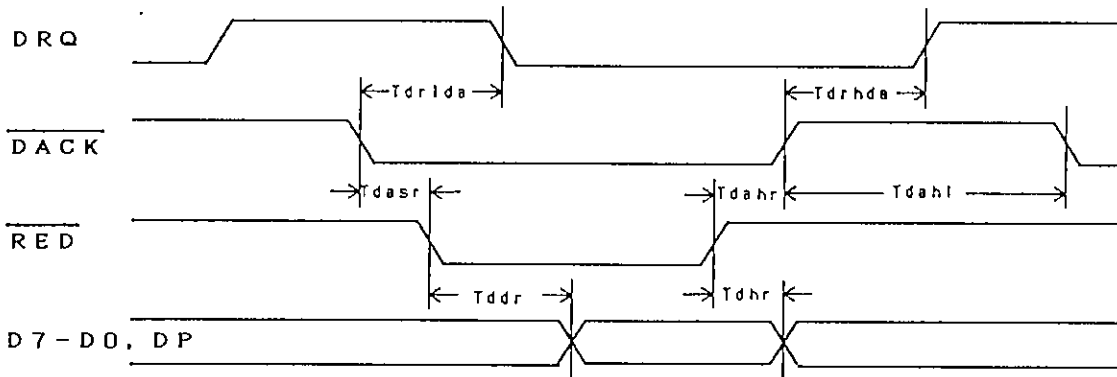 DRQ
Tdrlda
Tdrhda
DACK
Tdasr
Tdahr
Tdahl
RED
Tddr
Tdhr
D7-D0, DP